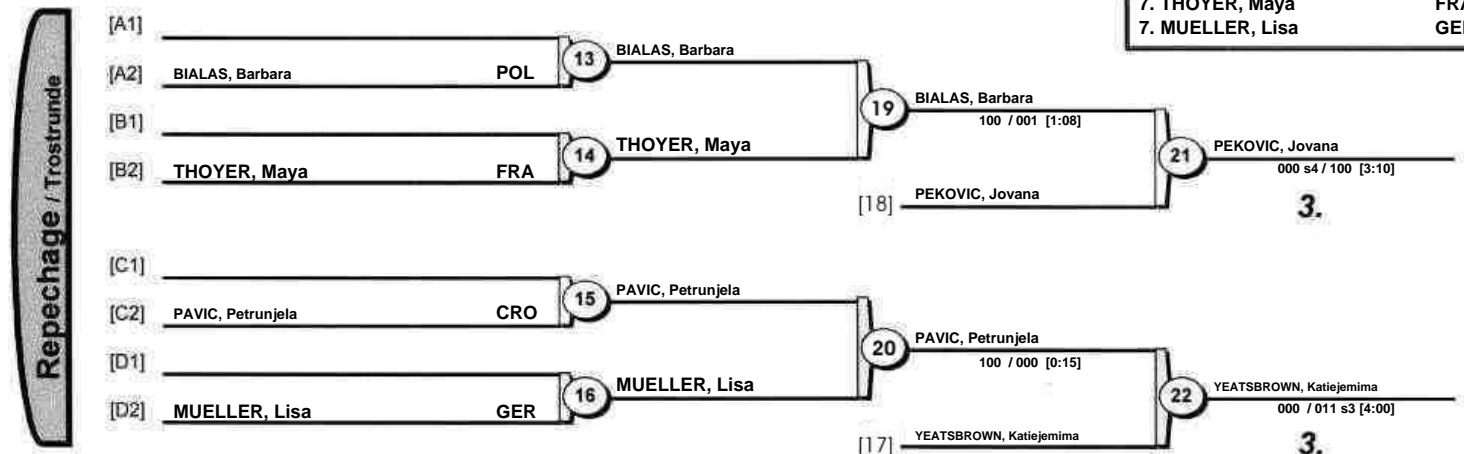 7. THOYER, Maya
7. MUELLER, Lisa
Repechage / Trostrunde
[A1]
[A2] BIALAS, Barbara POL
13 BIALAS, Barbara
[B1]
[B2] THOYER, Maya FRA
14 THOYER, Maya
19 BIALAS, Barbara
100 / 001 [1:08]
[18] PEKOVIC, Jovana
21 PEKOVIC, Jovana
000 s4 / 100 [3:10]
3.
[C1]
[C2] PAVIC, Petrunjela CRO
15 PAVIC, Petrunjela
[D1]
[D2] MUELLER, Lisa GER
16 MUELLER, Lisa
20 PAVIC, Petrunjela
100 / 000 [0:15]
[17] YEATSBROWN, Katiejemima
22 YEATSBROWN, Katiejemima
000 / 011 s3 [4:00]
3.